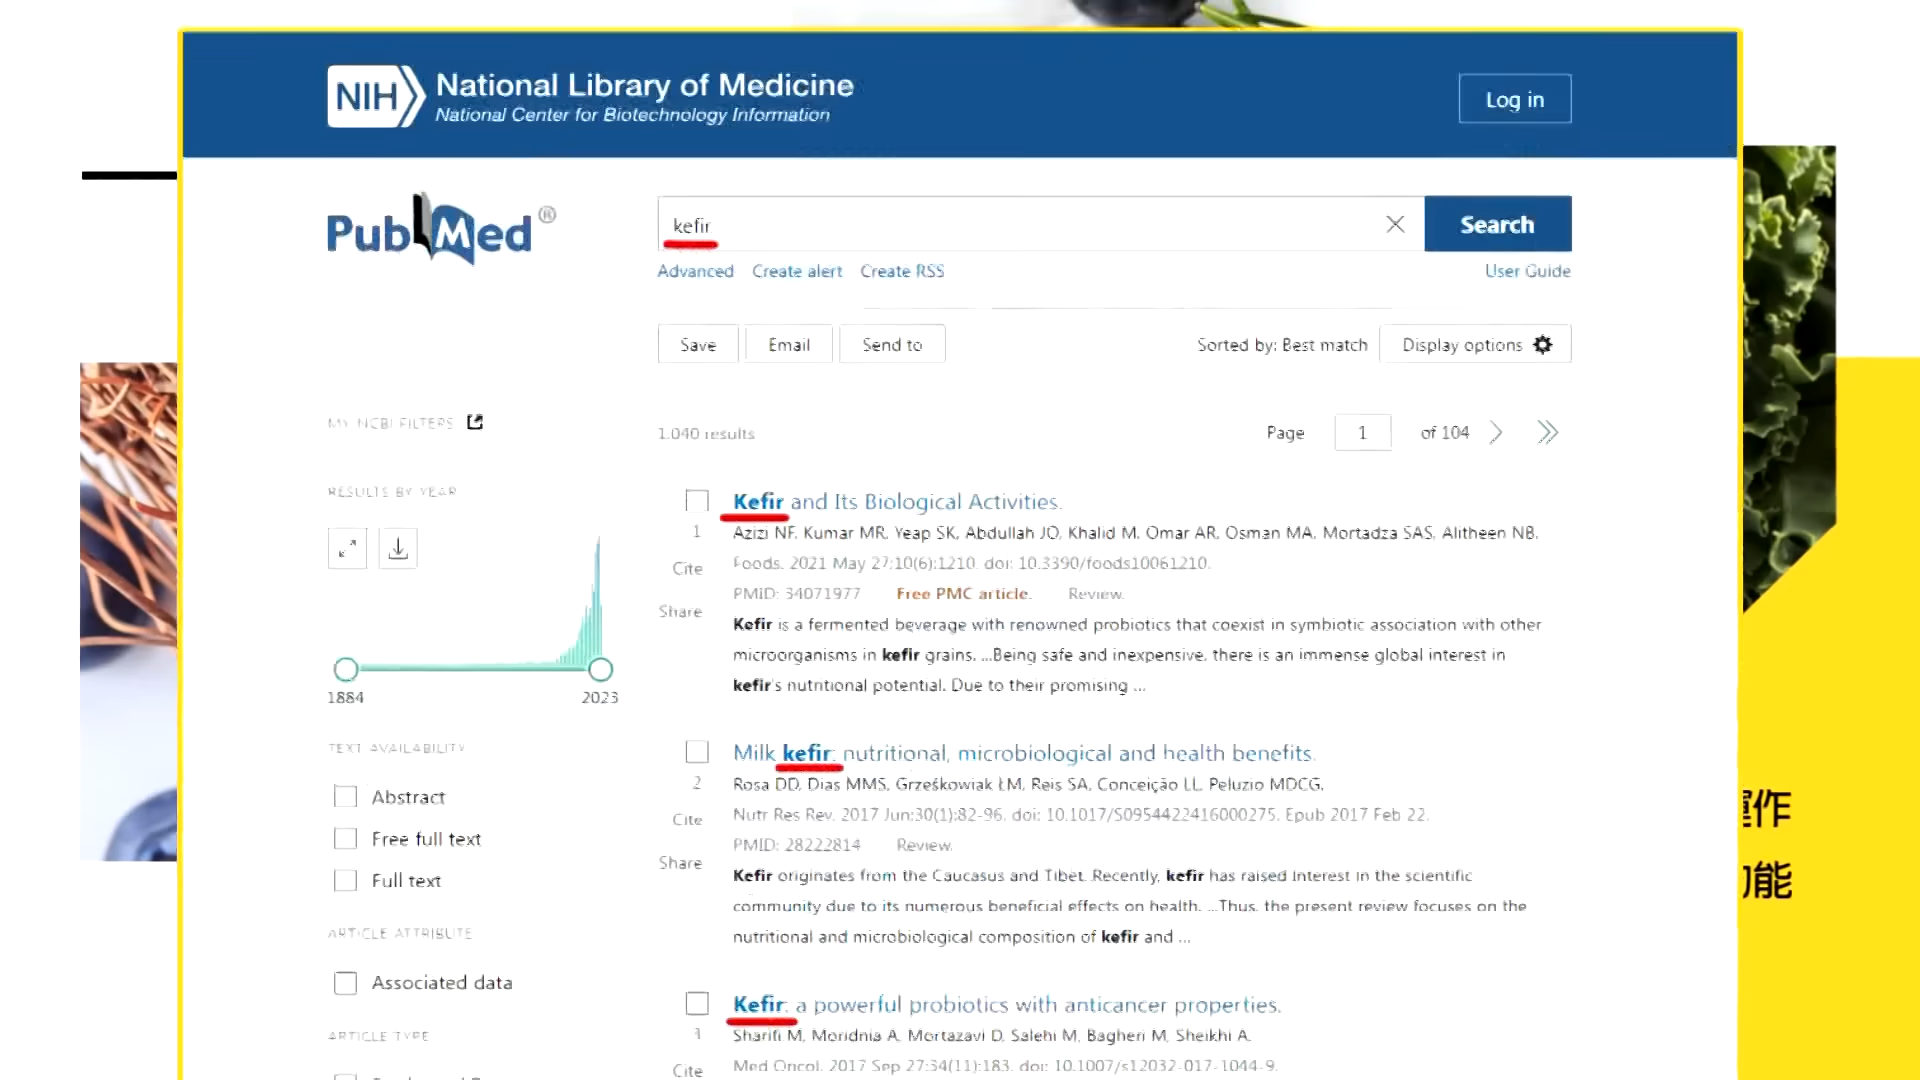 NIH National Library of Medicine
National Center for Biotechnology Information
Log in
PubMed®
kefir
Search
Advanced Create alert Create RSS
User Guide
Save Email Send to
Sorted by: Best match Display options
MY NCBI FILTERS
1,040 results
Page 1 of 104
RESULTS BY YEAR
1884 2023
TEXT AVAILABILITY
Abstract
Free full text
Full text
ARTICLE ATTRIBUTE
Associated data
ARTICLE TYPE
Kefir and Its Biological Activities.
1
Azizi NF, Kumar MR, Yeap SK, Abdullah JO, Khalid M, Omar AR, Osman MA, Mortadza SAS, Alitheen NB.
Cite
Foods. 2021 May 27;10(6):1210. doi: 10.3390/foods10061210.
PMID: 34071977 Free PMC article. Review.
Share
Kefir is a fermented beverage with renowned probiotics that coexist in symbiotic association with other
microorganisms in kefir grains. ...Being safe and inexpensive, there is an immense global interest in
kefir's nutritional potential. Due to their promising ...
Milk kefir: nutritional, microbiological and health benefits.
2
Rosa DD, Dias MMS, Grześkowiak ŁM, Reis SA, Conceição LL, Peluzio MDCG.
Cite
Nutr Res Rev. 2017 Jun;30(1):82-96. doi: 10.1017/S0954422416000275. Epub 2017 Feb 22.
PMID: 28222814 Review.
Share
Kefir originates from the Caucasus and Tibet. Recently, kefir has raised interest in the scientific
community due to its numerous beneficial effects on health. ...Thus, the present review focuses on the
nutritional and microbiological composition of kefir and ...
Kefir: a powerful probiotics with anticancer properties.
3
Sharifi M, Moridnia A, Mortazavi D, Salehi M, Bagheri M, Sheikhi A.
Cite
Med Oncol. 2017 Sep 27;34(11):183. doi: 10.1007/s12032-017-1044-9.
作
能